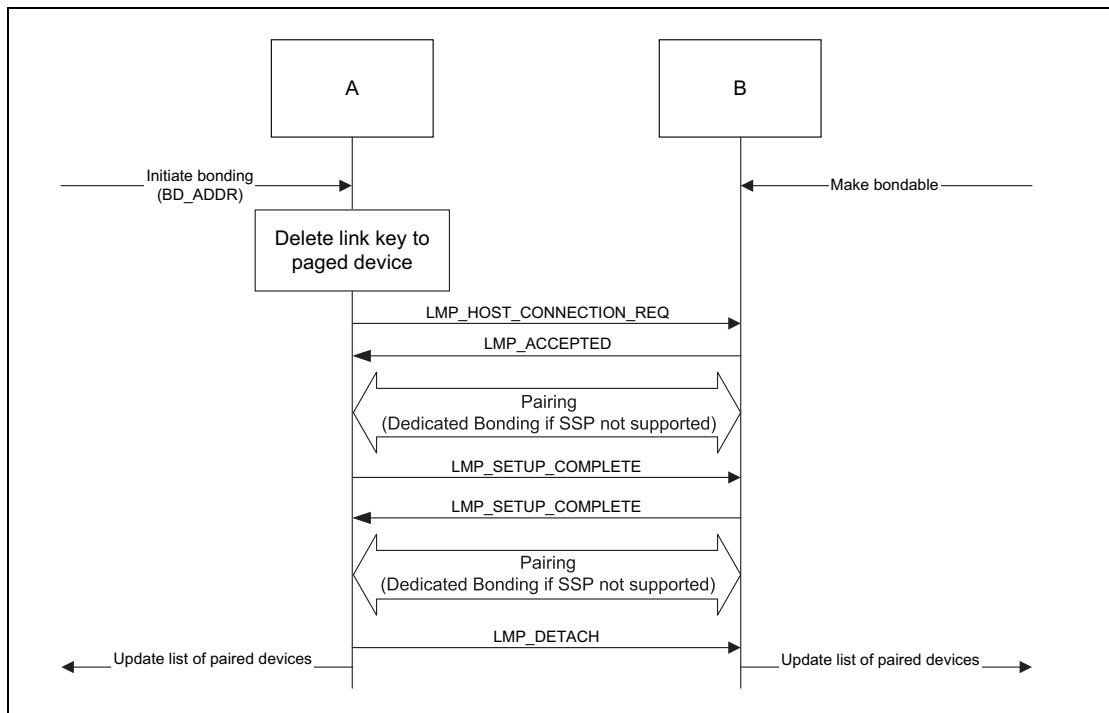 A
B
Initiate bonding
(BD_ADDR)
Make bondable
Delete link key to
paged device
LMP_HOST_CONNECTION_REQ
LMP_ACCEPTED
Pairing
(Dedicated Bonding if SSP not supported)
LMP_SETUP_COMPLETE
LMP_SETUP_COMPLETE
Pairing
(Dedicated Bonding if SSP not supported)
LMP_DETACH
Update list of paired devices
Update list of paired devices